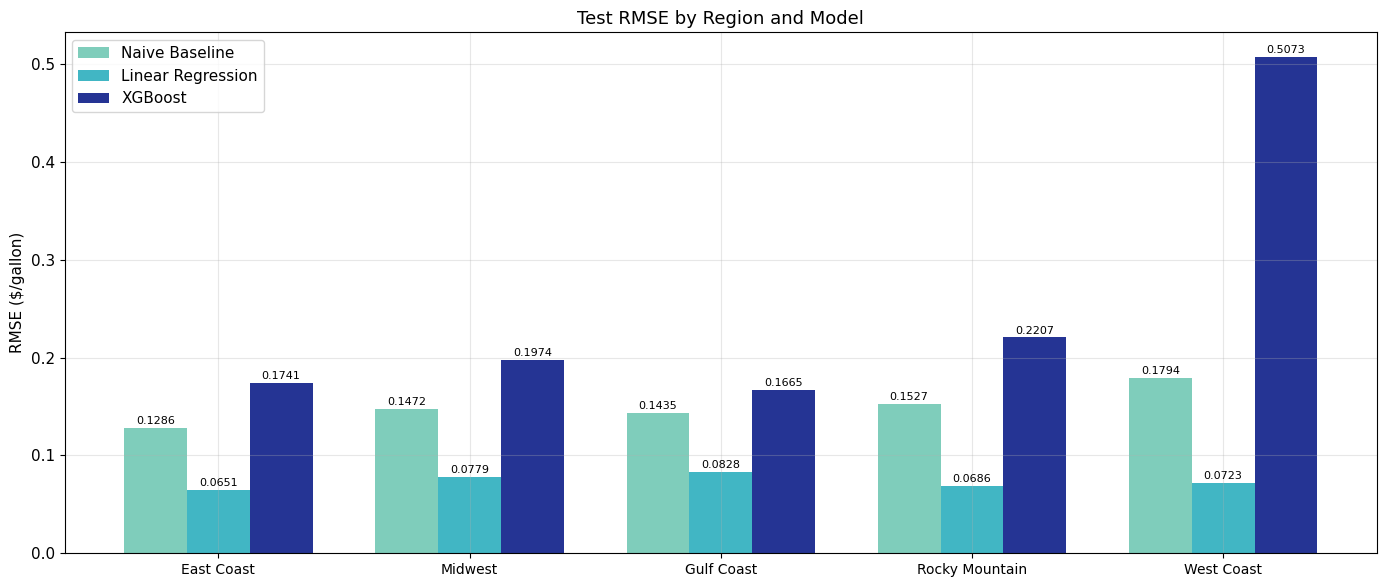 Test RMSE by Region and Model
Naive Baseline
Linear Regression
XGBoost
RMSE ($/gallon)
0.5
0.4
0.3
0.2
0.1
0.0
0.1286
0.0651
0.1741
0.1472
0.0779
0.1974
0.1435
0.0828
0.1665
0.1527
0.0686
0.2207
0.1794
0.0723
0.5073
East Coast
Midwest
Gulf Coast
Rocky Mountain
West Coast